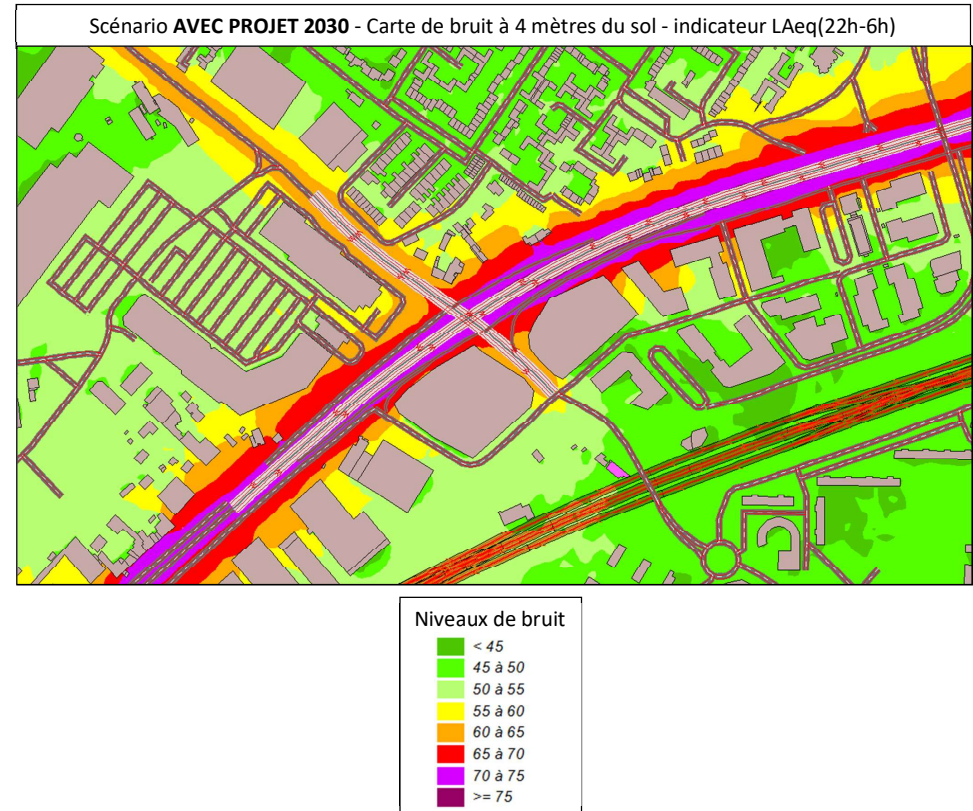 Scénario AVEC PROJET 2030 - Carte de bruit à 4 mètres du sol - indicateur LAeq(22h-6h)
Niveaux de bruit
< 45
45 à 50
50 à 55
55 à 60
60 à 65
65 à 70
70 à 75
>= 75